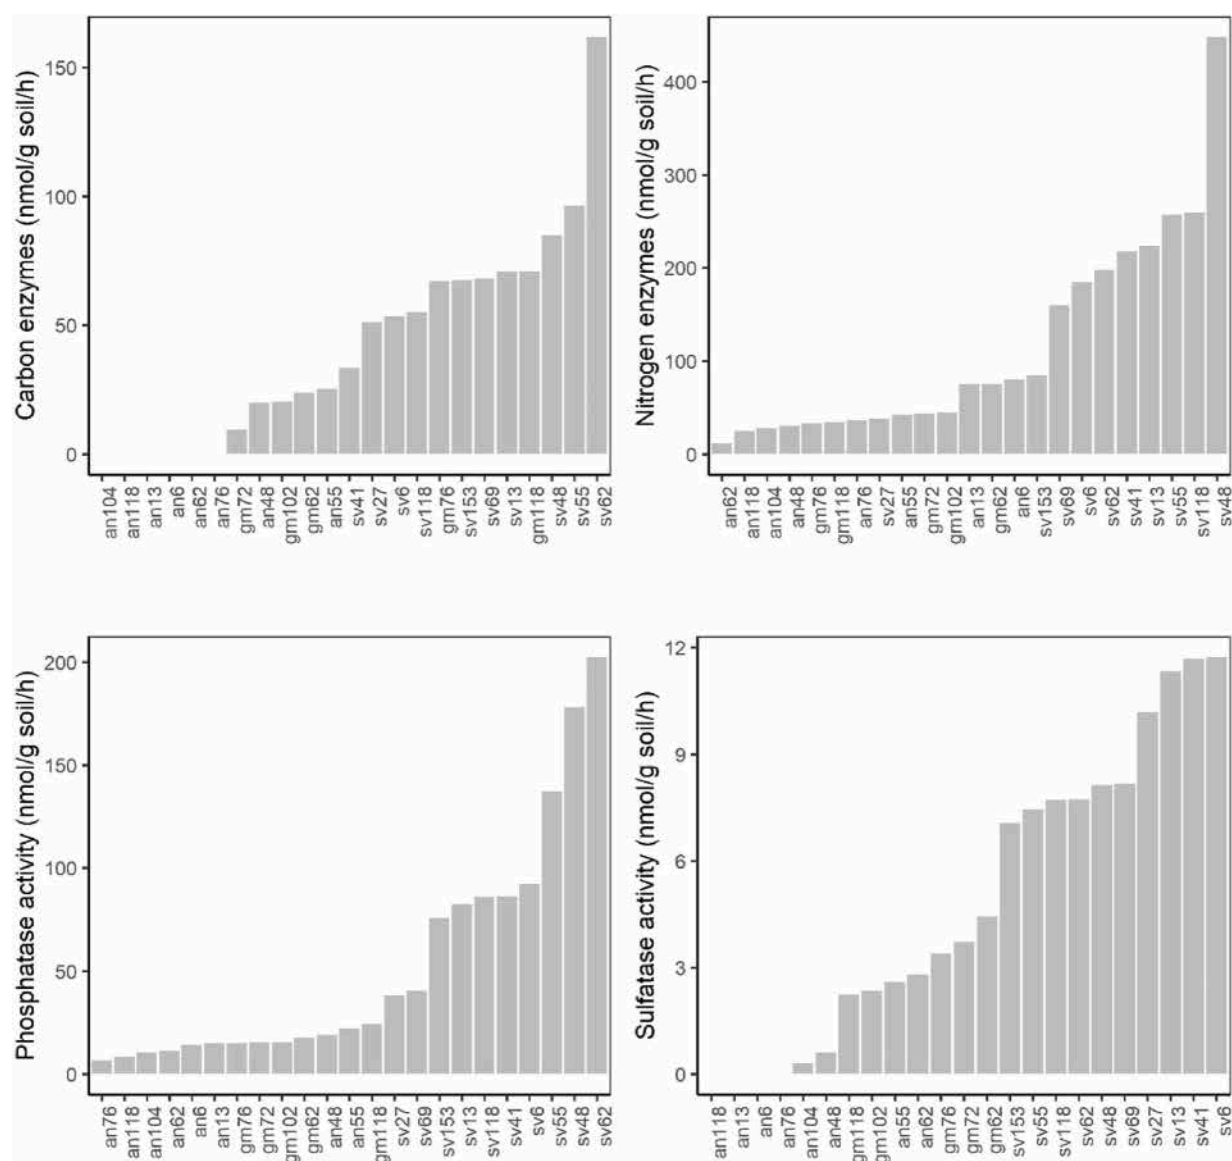 Carbon enzymes (nmol/g soil/h)
150
100
50
0
an104 an118 an13 an6 an62 an76 gm72 an48 gm102 gm62 an55 sv41 sv27 sv6 sv118 gm76 sv153 sv69 sv13 gm118 sv48 sv55 sv62
Nitrogen enzymes (nmol/g soil/h)
400
300
200
100
0
an62 an118 an104 an48 gm76 gm118 an76 sv27 an55 gm72 gm102 an13 gm62 an6 sv153 sv69 sv6 sv62 sv41 sv13 sv55 sv118 sv48
Phosphatase activity (nmol/g soil/h)
200
150
100
50
0
an76 an118 an104 an62 an6 an13 gm76 gm72 gm102 gm62 an48 an55 gm118 sv27 sv69 sv153 sv13 sv118 sv41 sv6 sv55 sv48 sv62
Sulfatase activity (nmol/g soil/h)
12
9
6
3
0
an118 an13 an6 an76 an104 an48 gm118 gm102 an55 an62 gm76 gm72 gm62 sv153 sv55 sv118 sv62 sv48 sv69 sv27 sv13 sv41 sv6